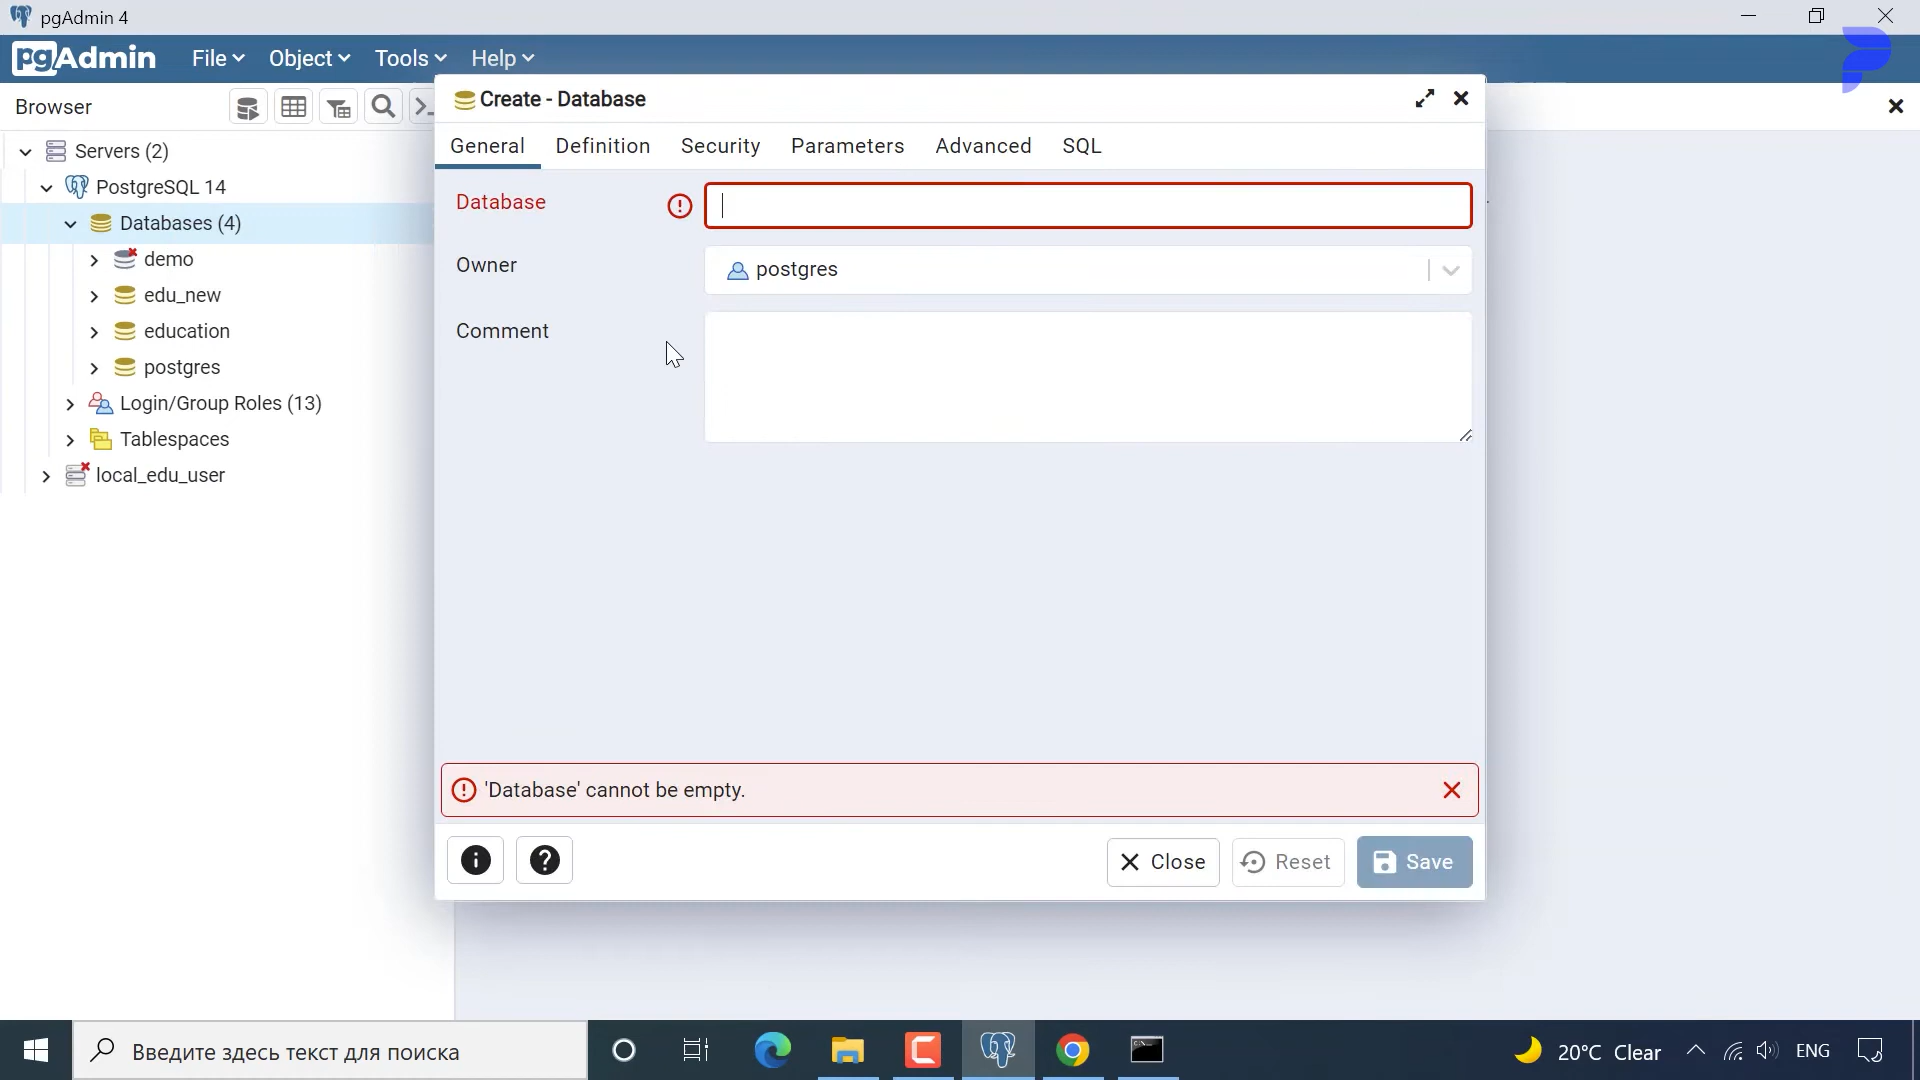 pgAdmin 4
pgAdmin File Object Tools Help
Browser
Create - Database
General Definition Security Parameters Advanced SQL
Servers (2)
PostgreSQL 14
Databases (4)
demo
edu_new
education
postgres
Login/Group Roles (13)
Tablespaces
local_edu_user
Database
Owner
postgres
Comment
'Database' cannot be empty.
Close Reset Save
Введите здесь текст для поиска
20°C Clear
ENG